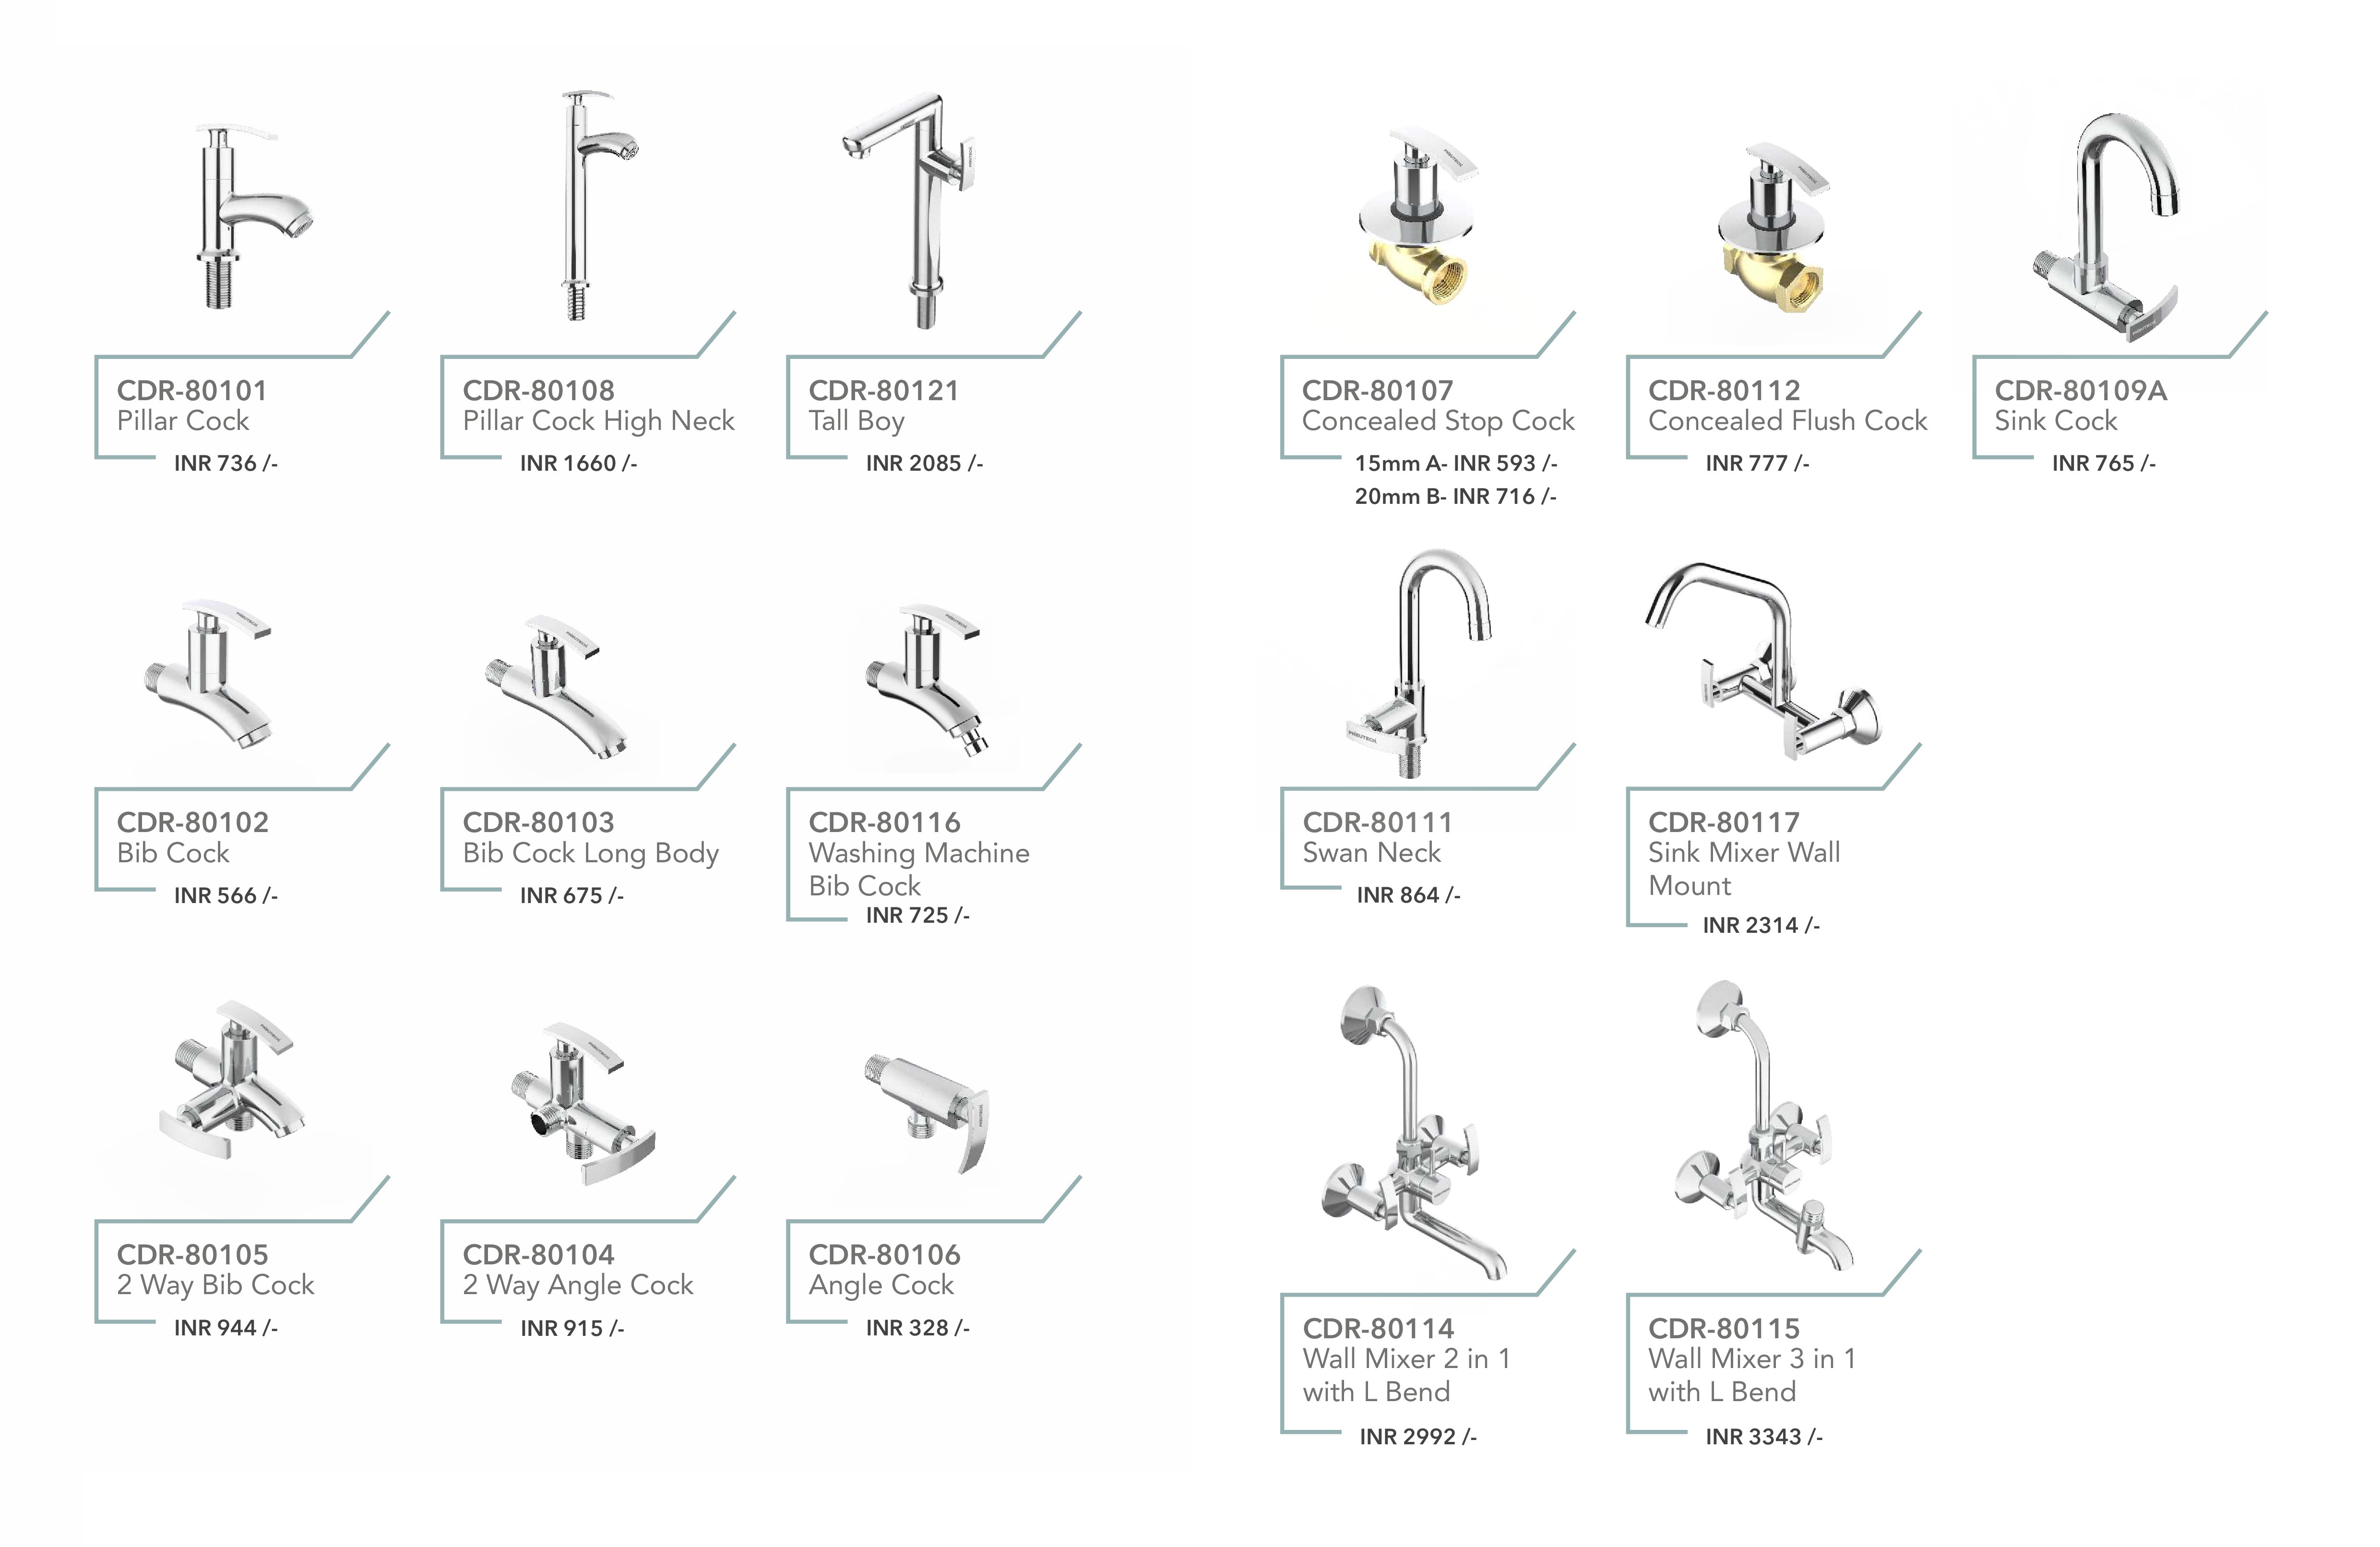 CDR-80101
Pillar Cock
INR 736 /-
CDR-80108
Pillar Cock High Neck
INR 1660 /-
CDR-80121
Tall Boy
INR 2085 /-
CDR-80102
Bib Cock
INR 566 /-
CDR-80103
Bib Cock Long Body
INR 675 /-
CDR-80116
Washing Machine
Bib Cock
INR 725 /-
CDR-80105
2 Way Bib Cock
INR 944 /-
CDR-80104
2 Way Angle Cock
INR 915 /-
CDR-80106
Angle Cock
INR 328 /-
CDR-80107
Concealed Stop Cock
15mm A- INR 593 /-
20mm B- INR 716 /-
CDR-80112
Concealed Flush Cock
INR 777 /-
CDR-80109A
Sink Cock
INR 765 /-
PNEUTECH
CDR-80111
Swan Neck
INR 864 /-
CDR-80117
Sink Mixer Wall
Mount
INR 2314 /-
CDR-80114
Wall Mixer 2 in 1
with L Bend
INR 2992 /-
CDR-80115
Wall Mixer 3 in 1
with L Bend
INR 3343 /-